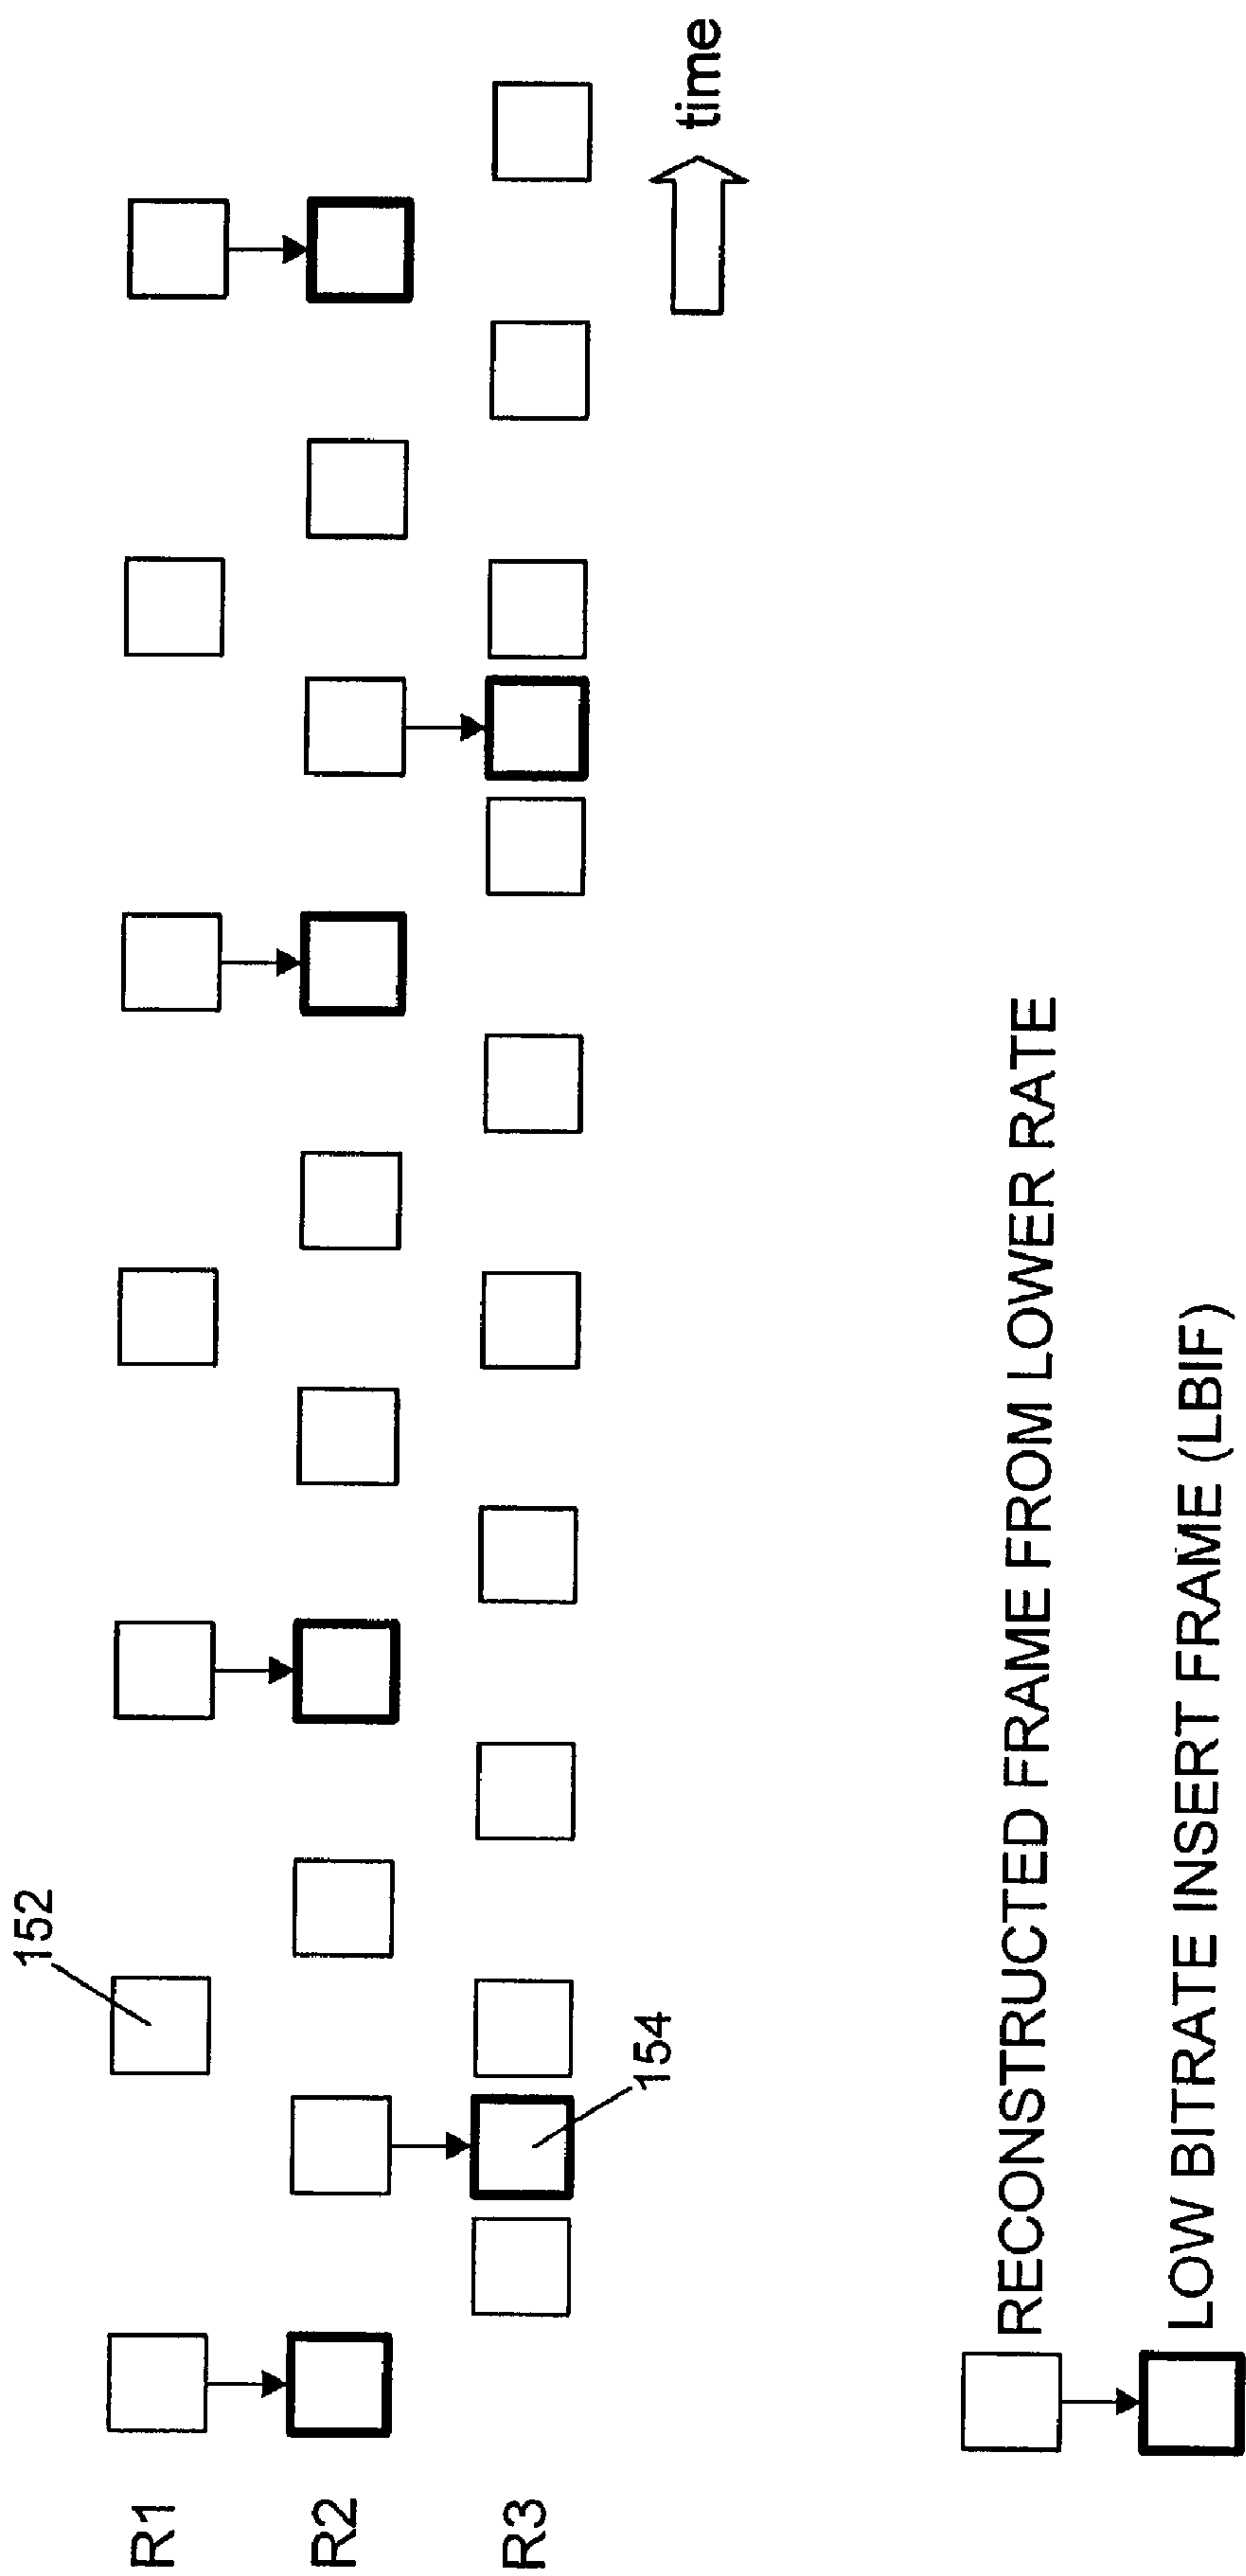 152
R1
R2
R3
154
time
RECONSTRUCTED FRAME FROM LOWER RATE
LOW BITRATE INSERT FRAME (LBIF)